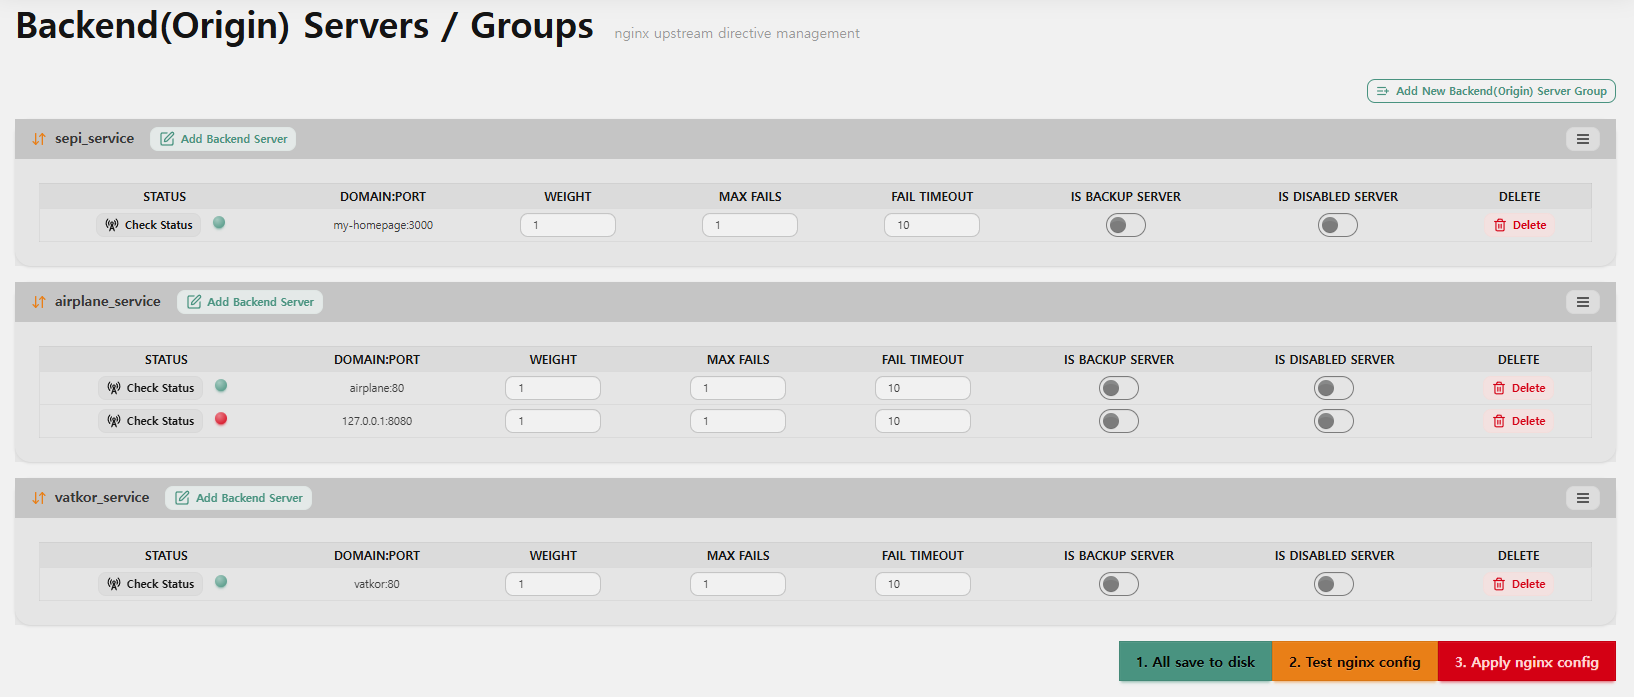 Backend(Origin) Servers / Groups nginx upstream directive management
Add New Backend(Origin) Server Group
sepi_service Add Backend Server
STATUS DOMAIN:PORT WEIGHT MAX FAILS FAIL TIMEOUT IS BACKUP SERVER IS DISABLED SERVER DELETE
Check Status my-homepage:3000 1 1 10 Delete
airplane_service Add Backend Server
STATUS DOMAIN:PORT WEIGHT MAX FAILS FAIL TIMEOUT IS BACKUP SERVER IS DISABLED SERVER DELETE
Check Status airplane:80 1 1 10 Delete
Check Status 127.0.0.1:8080 1 1 10 Delete
vatkor_service Add Backend Server
STATUS DOMAIN:PORT WEIGHT MAX FAILS FAIL TIMEOUT IS BACKUP SERVER IS DISABLED SERVER DELETE
Check Status vatkor:80 1 1 10 Delete
1. All save to disk 2. Test nginx config 3. Apply nginx config